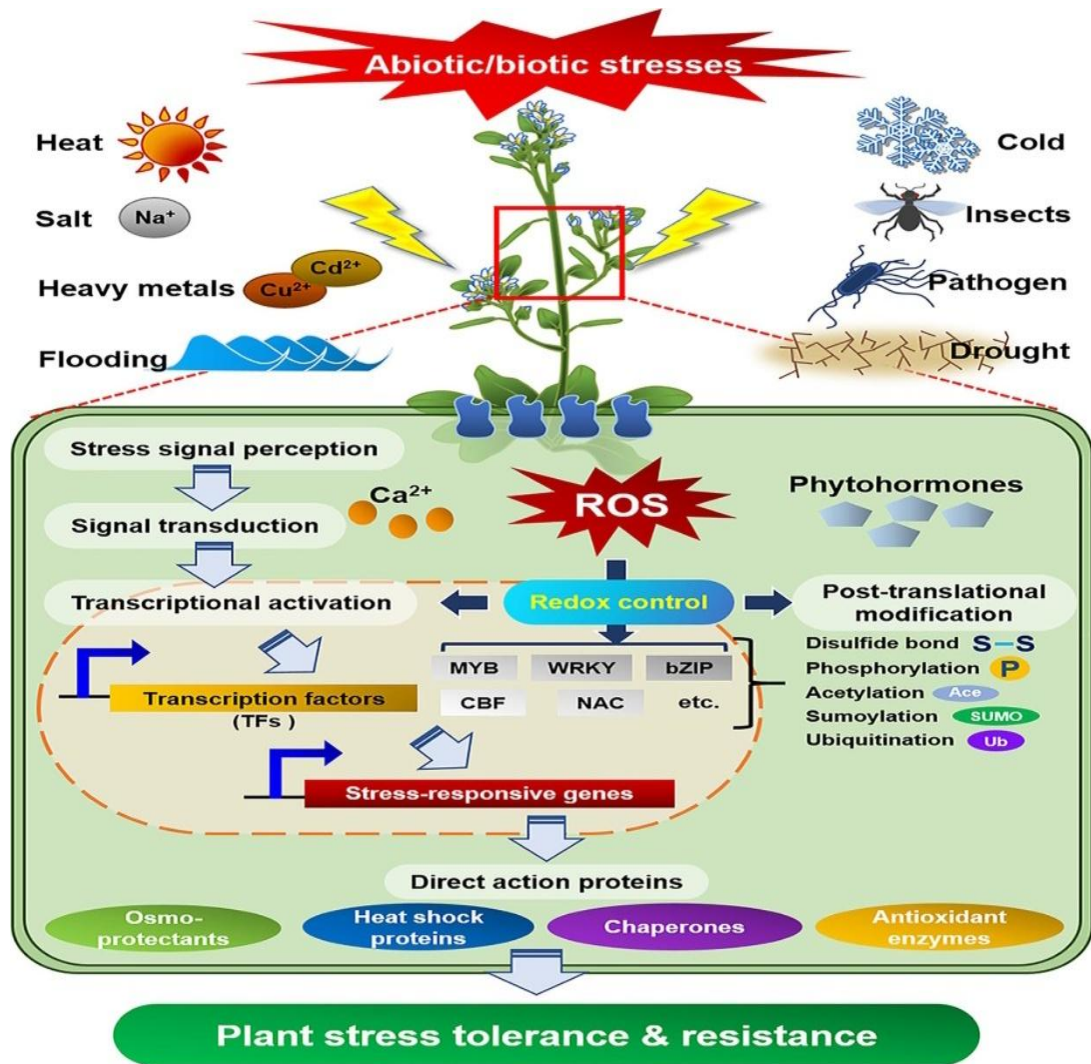 Abiotic/biotic stresses
Heat
Cold
Salt
Na⁺
Insects
Heavy metals
Cd²⁺
Cu²⁺
Pathogen
Flooding
Drought
Stress signal perception
Ca²⁺
ROS
Phytohormones
Signal transduction
Transcriptional activation
Redox control
Post-translational
modification
Disulfide bond S–S
Phosphorylation P
Acetylation Ace
Sumoylation SUMO
Ubiquitination Ub
MYB WRKY bZIP
CBF NAC etc.
Transcription factors
(TFs )
Stress-responsive genes
Direct action proteins
Osmo-
protectants
Heat shock
proteins
Chaperones
Antioxidant
enzymes
Plant stress tolerance & resistance